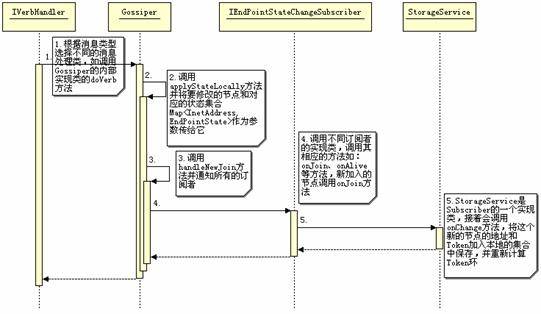 IVerbHandler
Gossiper
IEndPointStateChangeSubscriber
StorageService
1.
1.根据消息类型
选择不同的消息
处理类，如调用
Gossiper的内部
实现类的doVerb
方法
2.
2.调用
applyStateLocally方法
并将要修改的节点和对
应的状态集合
Map<InetAddress,
EndPointState>作为参
数传给它
3.
3.调用
handleNewJoin方
法并通知所有的订
阅者
4.
4.调用不同订阅者
的实现类，调用其
相应的方法如：
onJoin、onAlive
等方法，新加入的
节点调用onJoin方法
5.
5.StorageService是
Subscriber的一个实现
类，接着会调用
onChange方法，将这个
新的节点的地址和
Token加入本地的集合
中保存，并重新计算
Token环